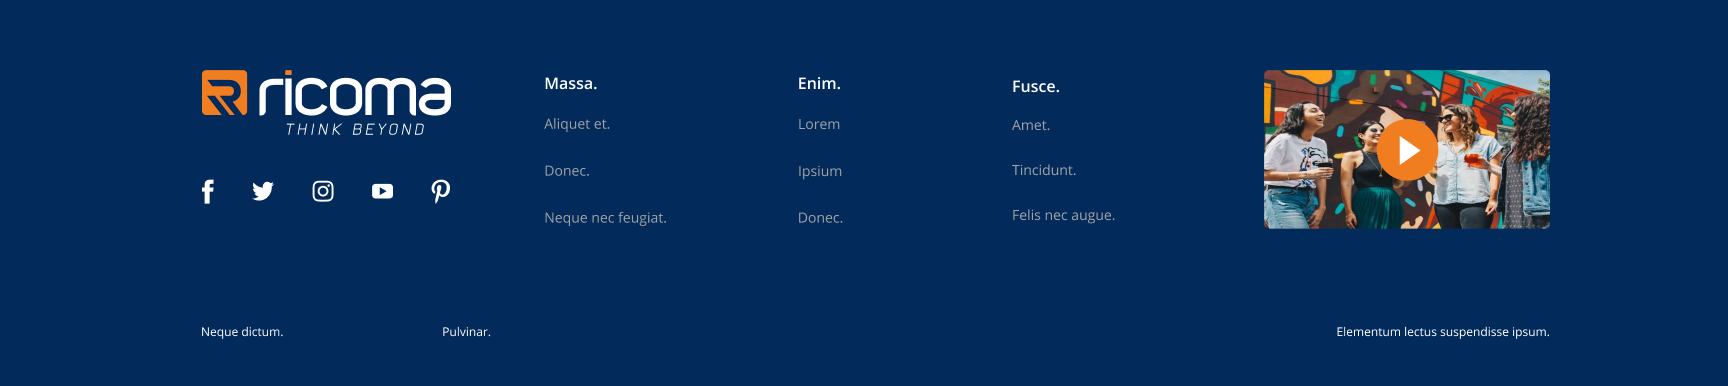 ricoma
THINK BEYOND
Massa.
Aliquet et.
Donec.
Neque nec feugiat.
Enim.
Lorem
Ipsium
Donec.
Fusce.
Amet.
Tincidunt.
Felis nec augue.
Neque dictum.
Pulvinar.
Elementum lectus suspendisse ipsum.